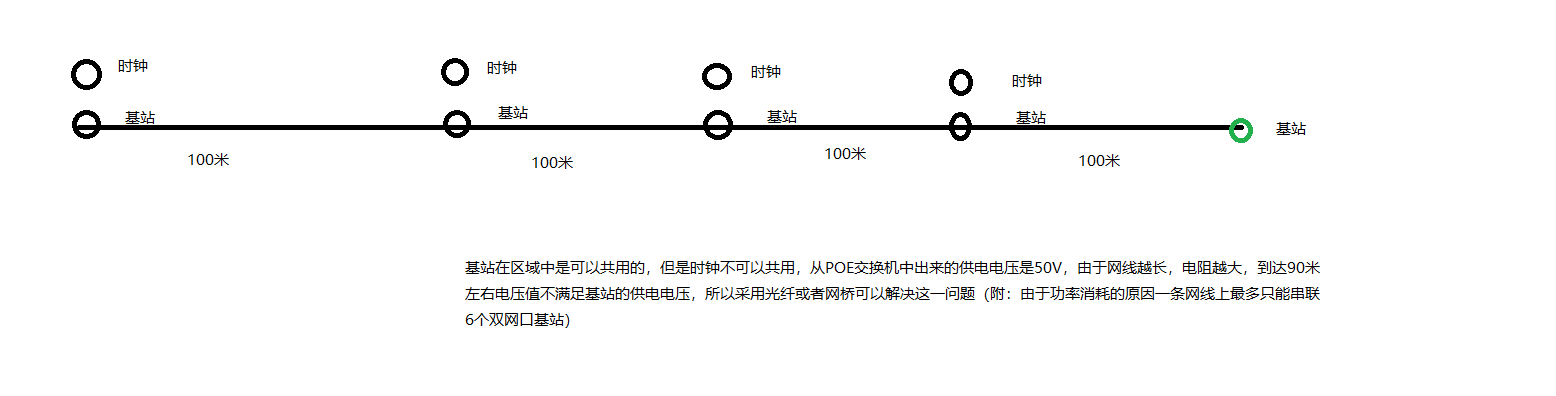 时钟
时钟
时钟
时钟
基站
基站
基站
基站
基站
100米
100米
100米
100米
基站在区域中是可以共用的，但是时钟不可以共用，从POE交换机中出来的供电电压是50V，由于网线越长，电阻越大，到达90米
左右电压值不满足基站的供电电压，所以采用光纤或者网桥可以解决这一问题（附：由于功率消耗的原因一条网线上最多只能串联
6个双网口基站）